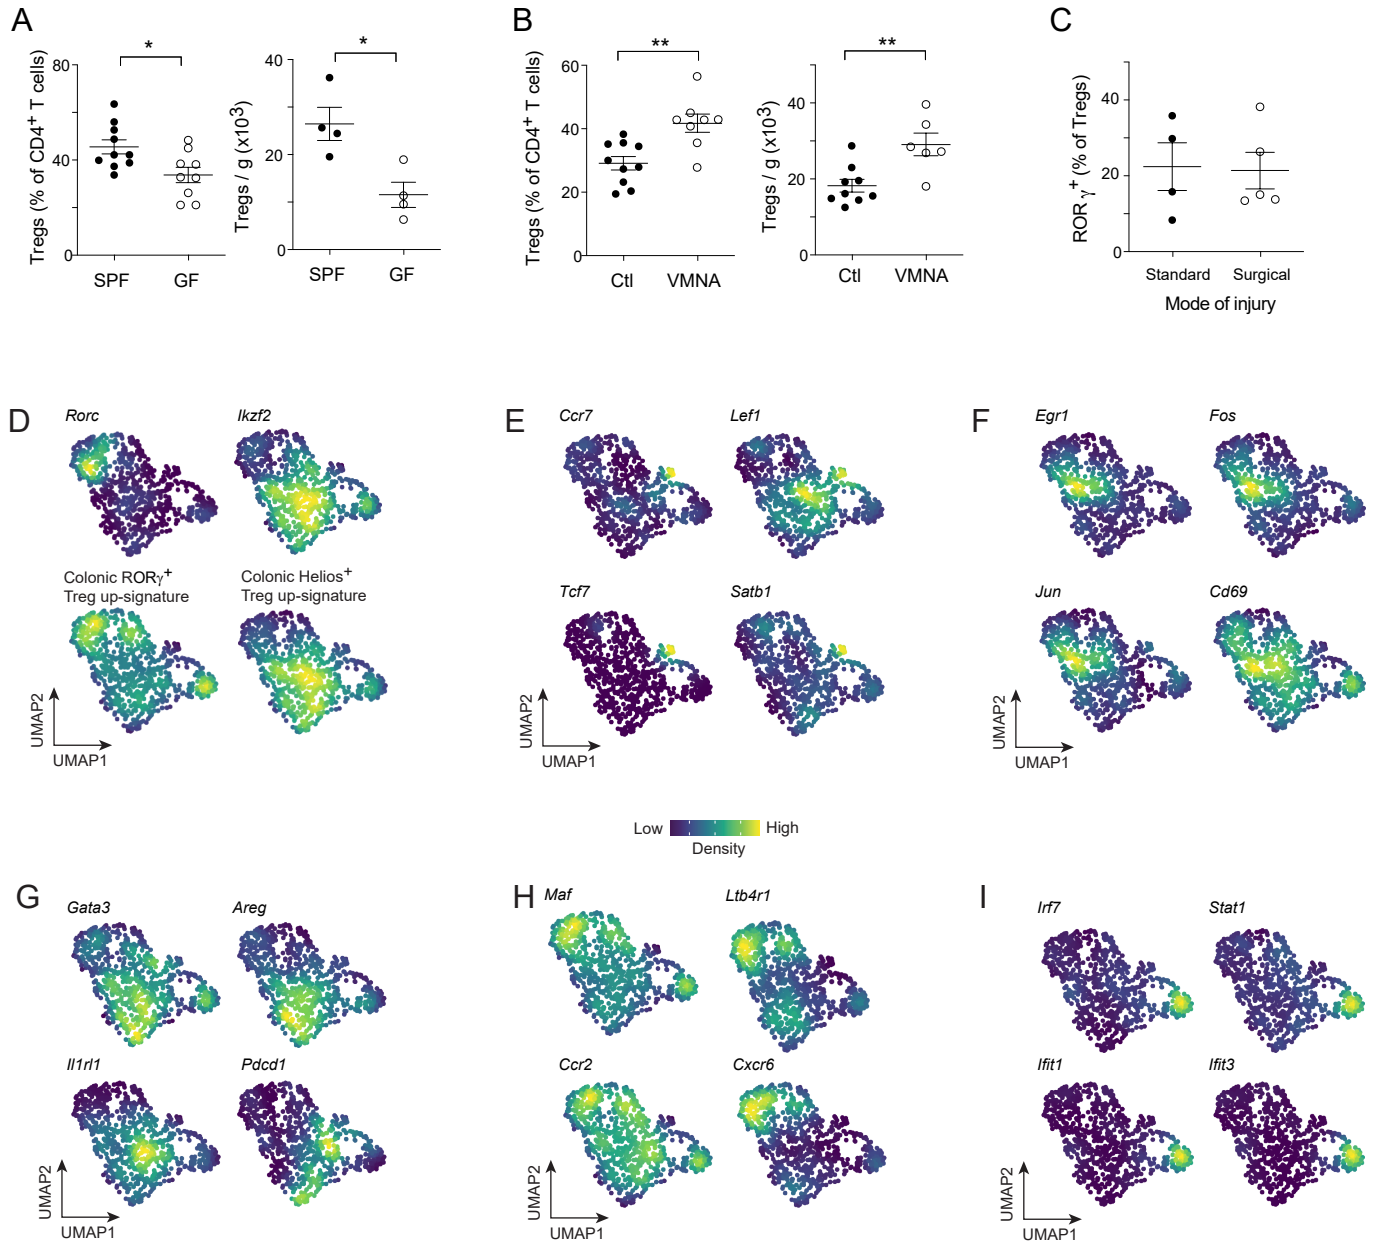 A
B
C
*
*
**
**
Tregs (% of CD4+ T cells)
80
40
0
SPF
GF
Tregs / g (x103)
40
20
0
SPF
GF
Tregs (% of CD4+ T cells)
60
40
20
0
Ctl
VMNA
Tregs / g (x103)
40
20
0
Ctl
VMNA
ROR γ+ (% of Tregs)
40
20
0
Standard
Surgical
Mode of injury
D
Rorc
Ikzf2
Colonic RORγ+
Treg up-signature
Colonic Helios+
Treg up-signature
UMAP2
UMAP1
E
Ccr7
Lef1
Tcf7
Satb1
UMAP2
UMAP1
F
Egr1
Fos
Jun
Cd69
UMAP2
UMAP1
Low
High
Density
G
Gata3
Areg
Il1rl1
Pdcd1
UMAP2
UMAP1
H
Maf
Ltb4r1
Ccr2
Cxcr6
UMAP2
UMAP1
I
Irf7
Stat1
Ifit1
Ifit3
UMAP2
UMAP1